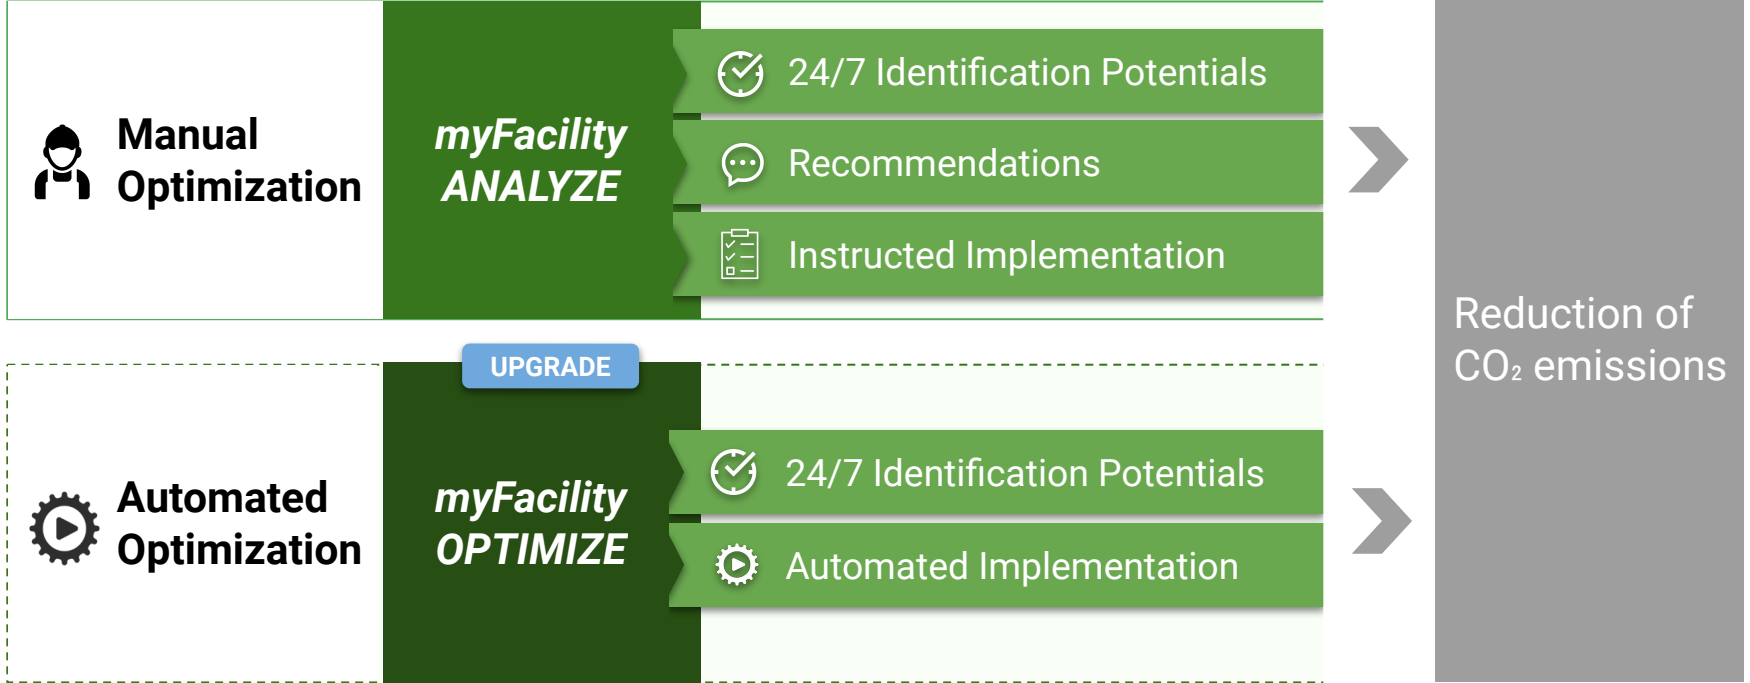 Manual
Optimization
myFacility
ANALYZE
24/7 Identification Potentials
Recommendations
Instructed Implementation
UPGRADE
Automated
Optimization
myFacility
OPTIMIZE
24/7 Identification Potentials
Automated Implementation
Reduction of
CO₂ emissions